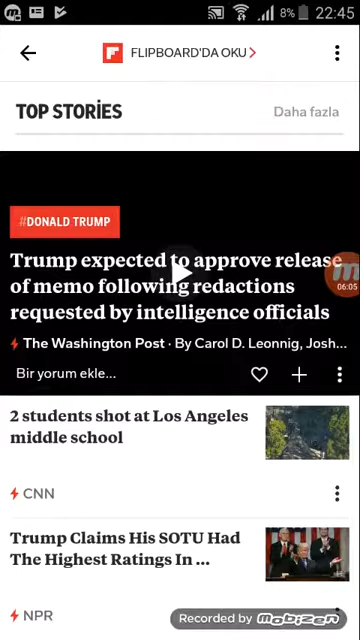 8% 22:45
FLIPBOARD'DA OKU
TOP STORİES
Daha fazla
#DONALD TRUMP
Trump expected to approve release
of memo following redactions
requested by intelligence officials
06:05
The Washington Post · By Carol D. Leonnig, Josh...
Bir yorum ekle...
2 students shot at Los Angeles
middle school
CNN
Trump Claims His SOTU Had
The Highest Ratings In ...
NPR
Recorded by Mobizen